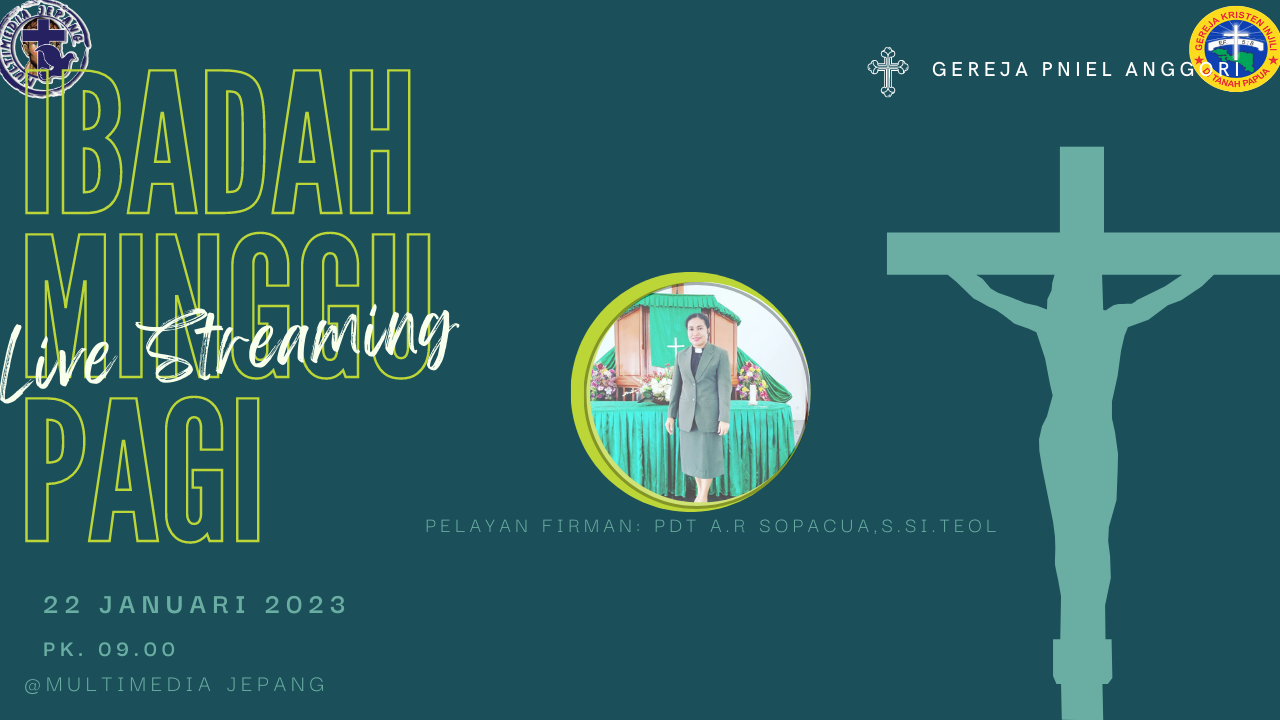 GEREJA PNIEL ANGGORI
GEREJA KRISTEN INJILI
DI TANAH PAPUA
IBADAH
MINGGU
Live Streaming
PAGI
PELAYAN FIRMAN: PDT A.R SOPACUA,S.SI.TEOL
22 JANUARI 2023
PK. 09.00
@MULTIMEDIA JEPANG